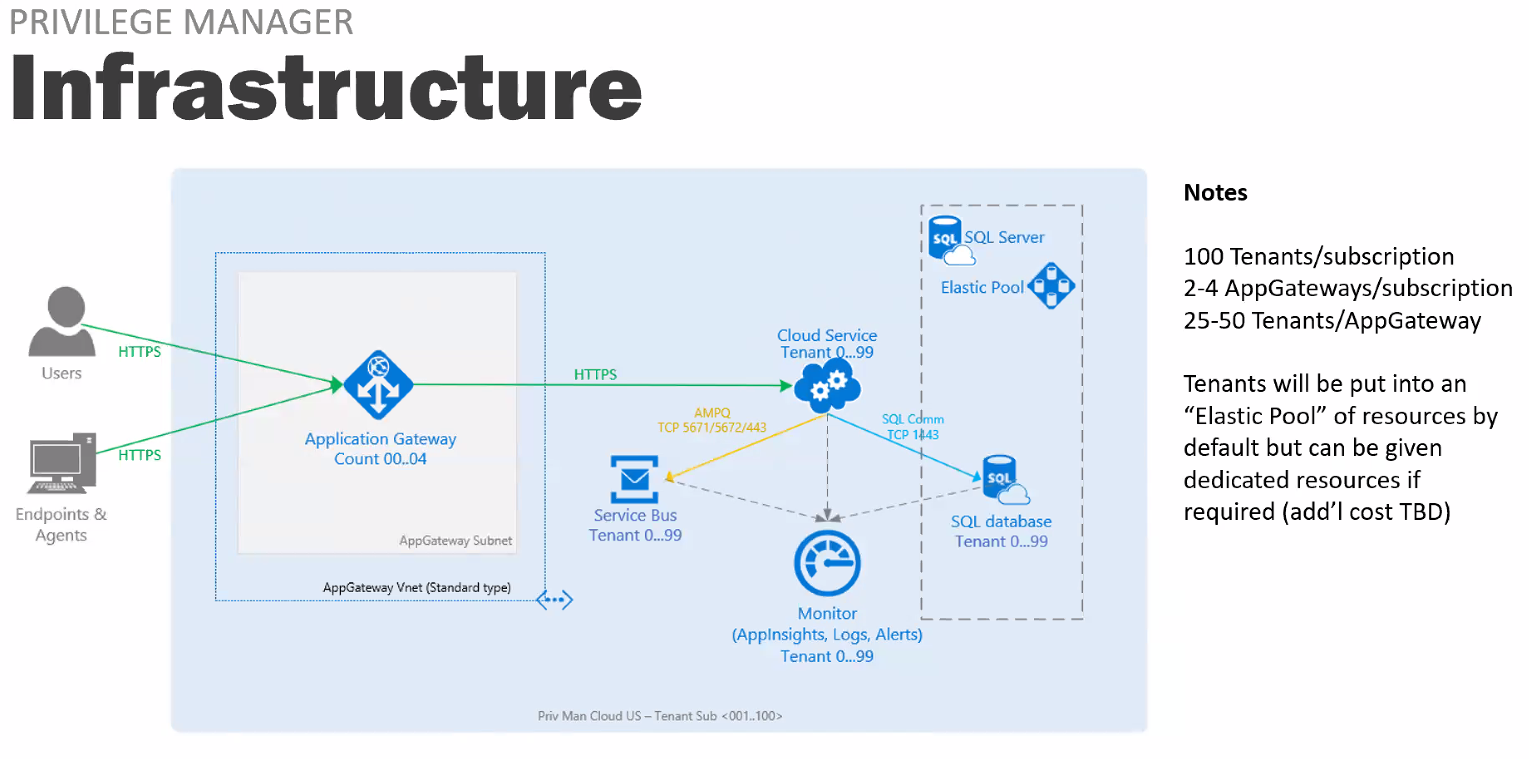 PRIVILEGE MANAGER
Infrastructure
Users
HTTPS
Endpoints &
Agents
HTTPS
Application Gateway
Count 00..04
AppGateway Subnet
AppGateway Vnet (Standard type)
HTTPS
Cloud Service
Tenant 0...99
AMPQ
TCP 5671/5672/443
SQL Comm
TCP 1443
Service Bus
Tenant 0...99
SQL
SQL Server
Elastic Pool
SQL
SQL database
Tenant 0...99
Monitor
(AppInsights, Logs, Alerts)
Tenant 0...99
Priv Man Cloud US – Tenant Sub <001..100>
Notes
100 Tenants/subscription
2-4 AppGateways/subscription
25-50 Tenants/AppGateway
Tenants will be put into an
“Elastic Pool” of resources by
default but can be given
dedicated resources if
required (add’l cost TBD)